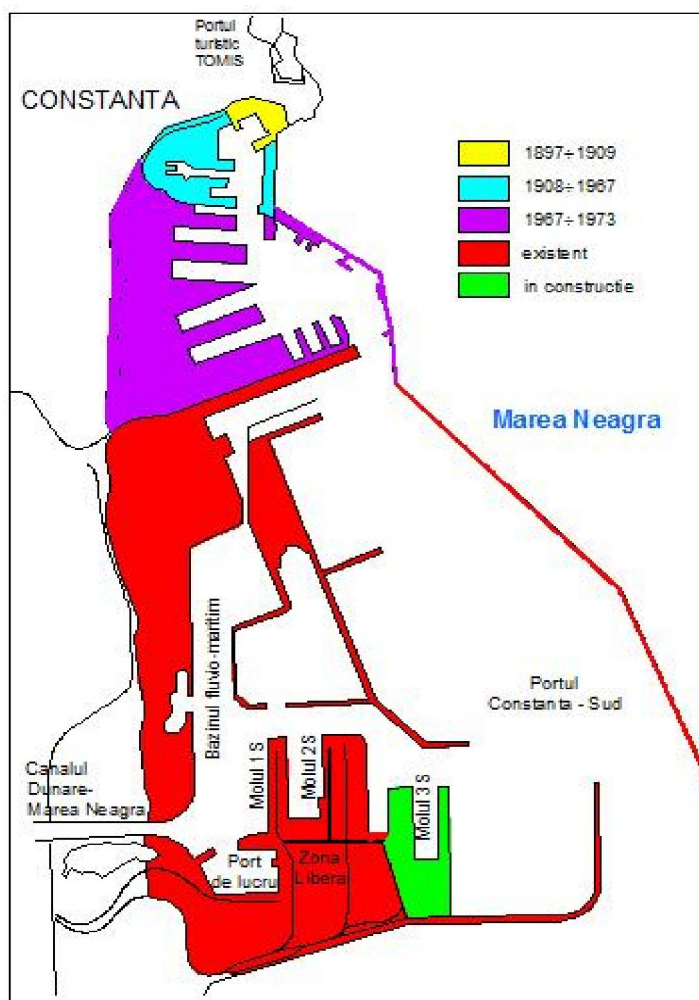 Portul
turistic
TOMIS
CONSTANTA
1897÷1909
1908÷1967
1967÷1973
existent
in constructie
Marea Neagra
Bazinul fluvio-maritim
Portul
Constanta - Sud
Canalul
Dunare-
Marea Neagra
Molul 1 S
Molul 2 S
Molul 3 S
Port
de lucru
Zona
Libera